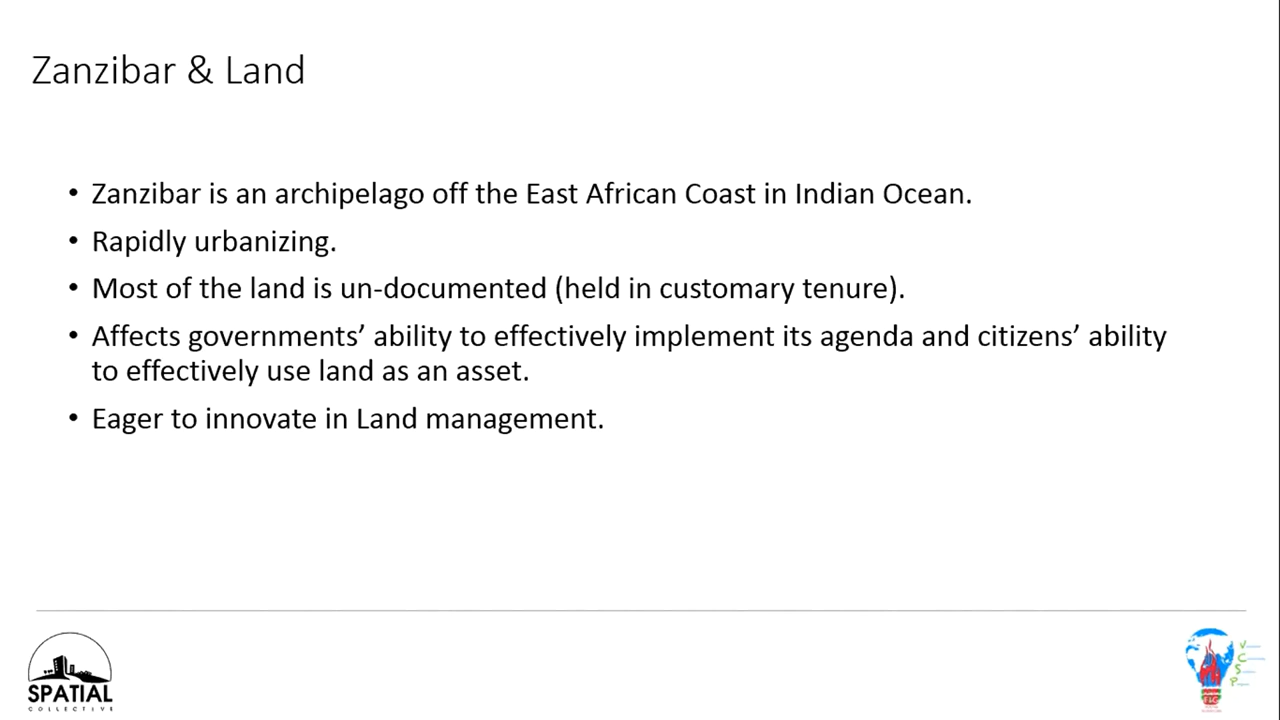 Zanzibar & Land
• Zanzibar is an archipelago off the East African Coast in Indian Ocean.
• Rapidly urbanizing.
• Most of the land is un-documented (held in customary tenure).
• Affects governments’ ability to effectively implement its agenda and citizens’ ability
to effectively use land as an asset.
• Eager to innovate in Land management.
SPATIAL
COLLECTIVE
V
C
S
P
FIG